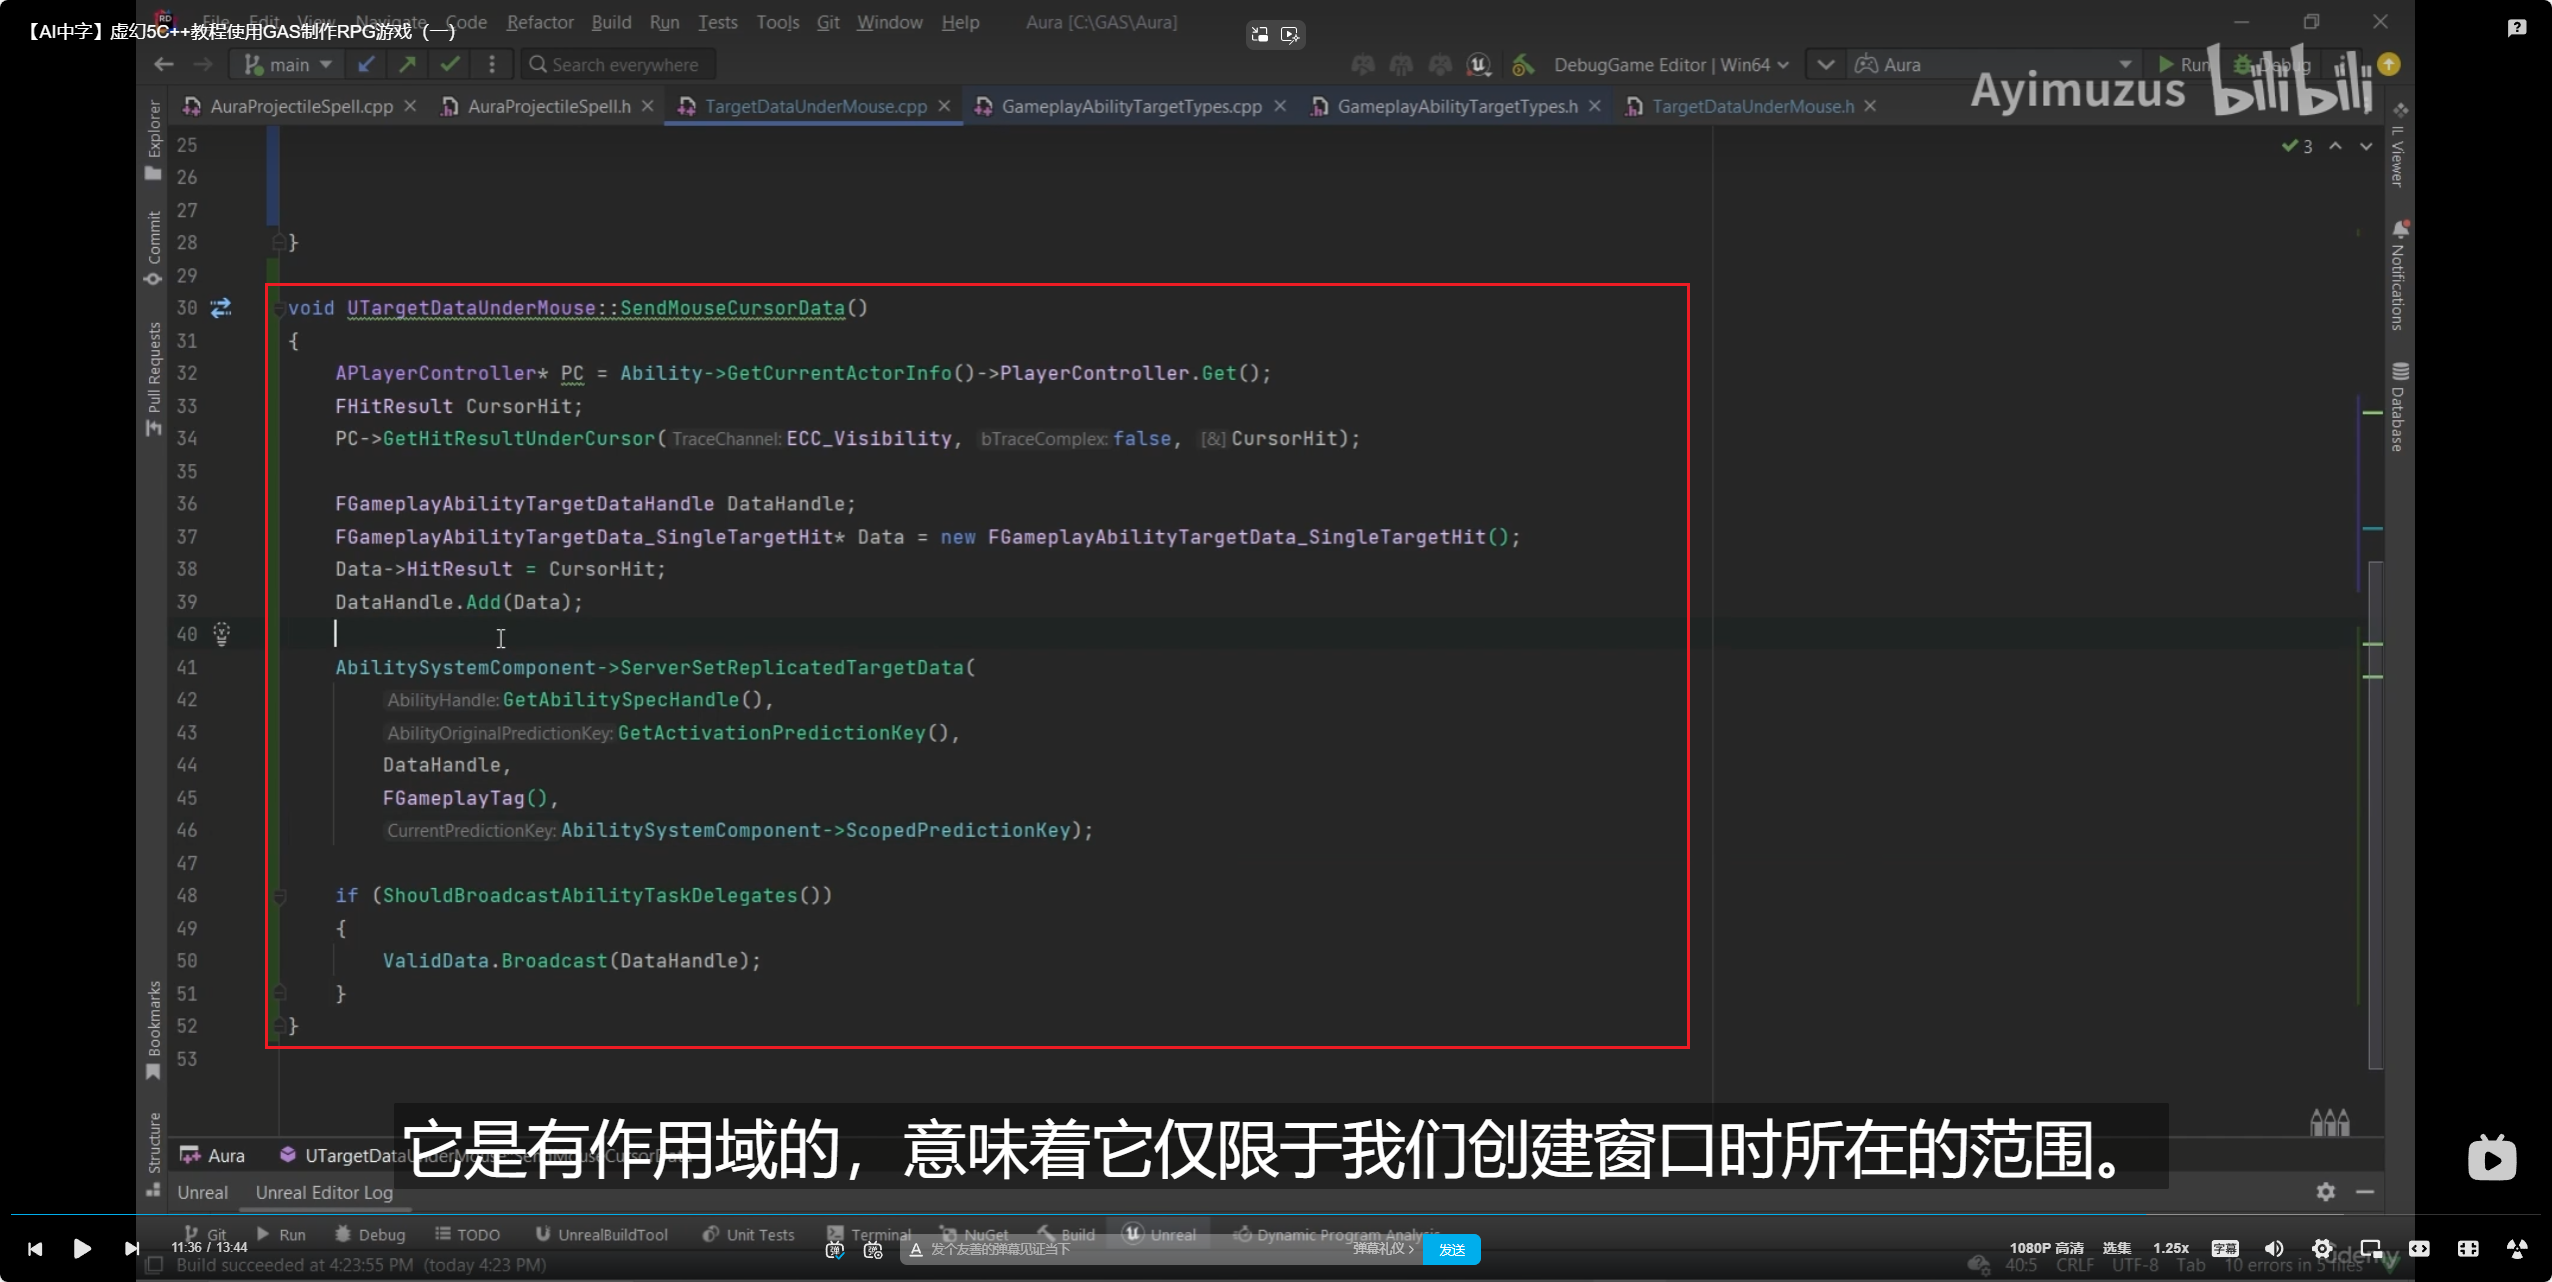 【AI中字】虚幻5C++教程使用GAS制作RPG游戏（一）
File Edit View Navigate Code Refactor Build Run Tests Tools Git Window Help Aura [C:\GAS\Aura]
main Search everywhere DebugGame Editor | Win64 Aura Run Debug
Ayimuzus bilibili
AuraProjectileSpell.cpp AuraProjectileSpell.h TargetDataUnderMouse.cpp GameplayAbilityTargetTypes.cpp GameplayAbilityTargetTypes.h TargetDataUnderMouse.h
Explorer
Commit
Pull Requests
Bookmarks
Structure
3
IL Viewer
Notifications
Database
25
26
27
28 }
29
30 void UTargetDataUnderMouse::SendMouseCursorData()
31 {
32 APlayerController* PC = Ability->GetCurrentActorInfo()->PlayerController.Get();
33 FHitResult CursorHit;
34 PC->GetHitResultUnderCursor( TraceChannel: ECC_Visibility, bTraceComplex: false, [&] CursorHit);
35
36 FGameplayAbilityTargetDataHandle DataHandle;
37 FGameplayAbilityTargetData_SingleTargetHit* Data = new FGameplayAbilityTargetData_SingleTargetHit();
38 Data->HitResult = CursorHit;
39 DataHandle.Add(Data);
40
41 AbilitySystemComponent->ServerSetReplicatedTargetData(
42 AbilityHandle: GetAbilitySpecHandle(),
43 AbilityOriginalPredictionKey: GetActivationPredictionKey(),
44 DataHandle,
45 FGameplayTag(),
46 CurrentPredictionKey: AbilitySystemComponent->ScopedPredictionKey);
47
48 if (ShouldBroadcastAbilityTaskDelegates())
49 {
50 ValidData.Broadcast(DataHandle);
51 }
52 }
53
它是有作用域的，意味着它仅限于我们创建窗口时所在的范围。
Aura UTargetDataUnderMouse::SendMouseCursorData
Unreal Unreal Editor Log
Git Run Debug TODO UnrealBuildTool Unit Tests Terminal NuGet Build Unreal Dynamic Program Analysis
11:36 / 13:44 发个友善的弹幕见证当下 弹幕礼仪 > 发送 1080P 高清 选集 1.25x 字幕
Build succeeded at 4:23:55 PM (today 4:23 PM) 40:5 CRLF UTF-8 Tab 10 errors in 5 files